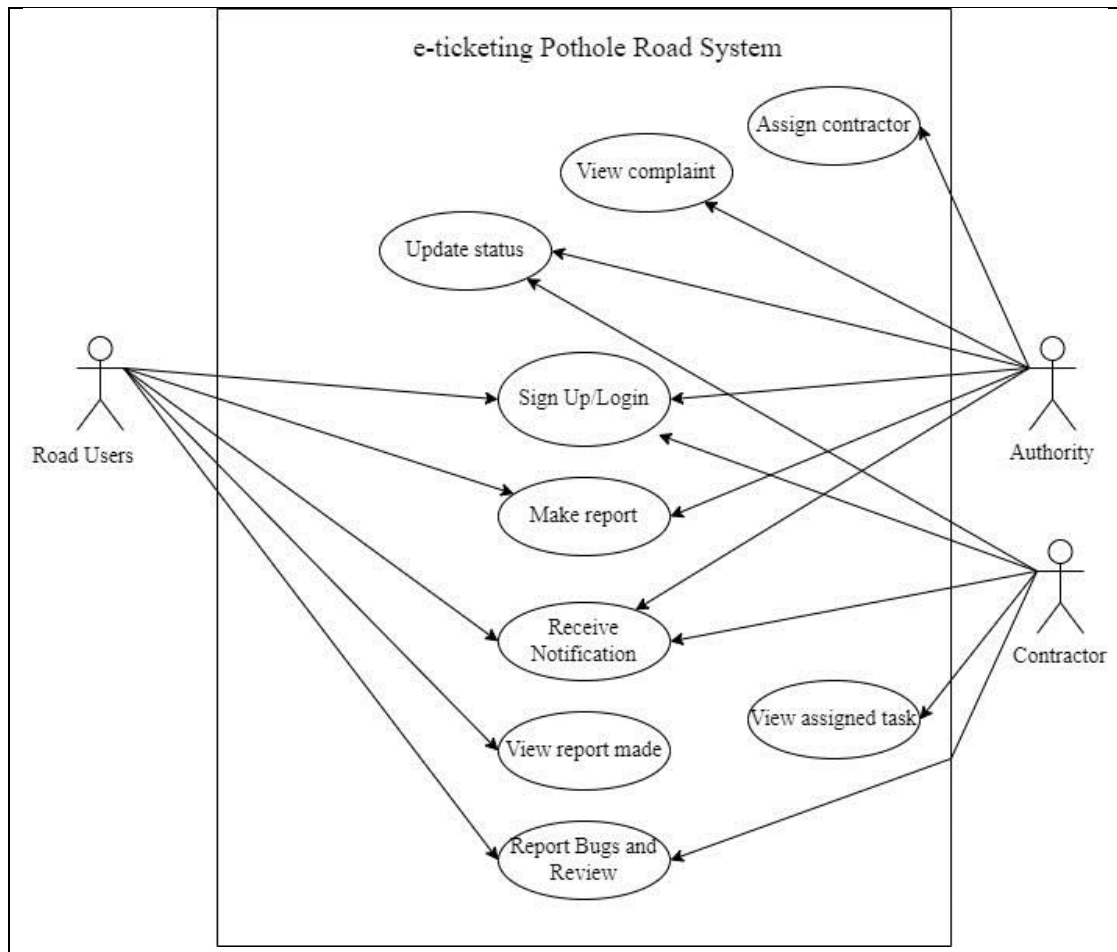 e-ticketing Pothole Road System
Assign contractor
View complaint
Update status
Sign Up/Login
Road Users
Authority
Make report
Receive
Notification
Contractor
View assigned task
View report made
Report Bugs and
Review